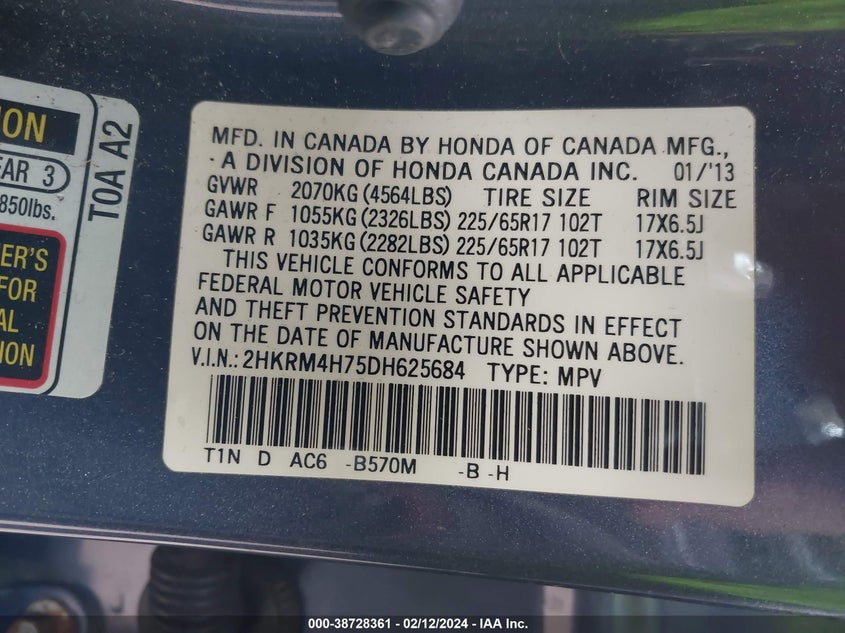 ION
EAR 3
850lbs.
ER'S
FOR
AL
ION
TOA A2
MFD. IN CANADA BY HONDA OF CANADA MFG.,
A DIVISION OF HONDA CANADA INC. 01/'13
GVWR 2070KG (4564LBS) TIRE SIZE RIM SIZE
GAWR F 1055KG (2326LBS) 225/65R17 102T 17X6.5J
GAWR R 1035KG (2282LBS) 225/65R17 102T 17X6.5J
THIS VEHICLE CONFORMS TO ALL APPLICABLE
FEDERAL MOTOR VEHICLE SAFETY
AND THEFT PREVENTION STANDARDS IN EFFECT
ON THE DATE OF MANUFACTURE SHOWN ABOVE.
V.I.N.: 2HKRM4H75DH625684 TYPE: MPV
T1N D AC6 -B570M -B -H
000-38728361 - 02/12/2024 - IAA Inc.